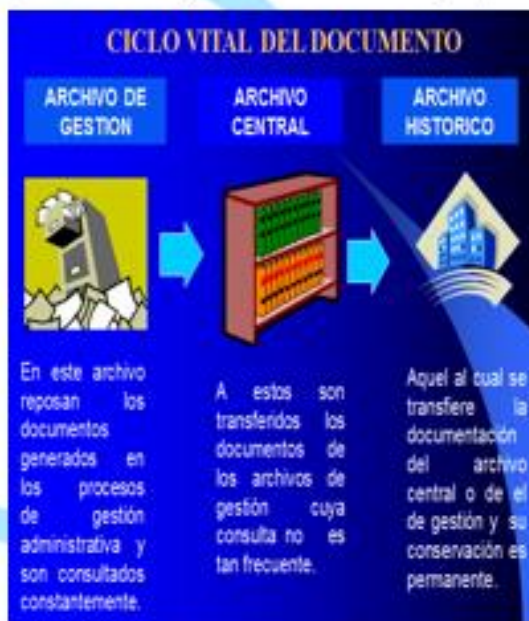 CICLO VITAL DEL DOCUMENTO
ARCHIVO DE
GESTION
En este archivo
reposan los
documentos
generados en
los procesos
de gestión
administrativa y
son consultados
constantemente.
ARCHIVO
CENTRAL
A estos son
transferidos los
documentos de
los archivos de
gestión cuya
consulta no es
tan frecuente.
ARCHIVO
HISTORICO
Aquel al cual se
transfiere la
documentación
del archivo
central o de el
de gestión y su
conservación es
permanente.